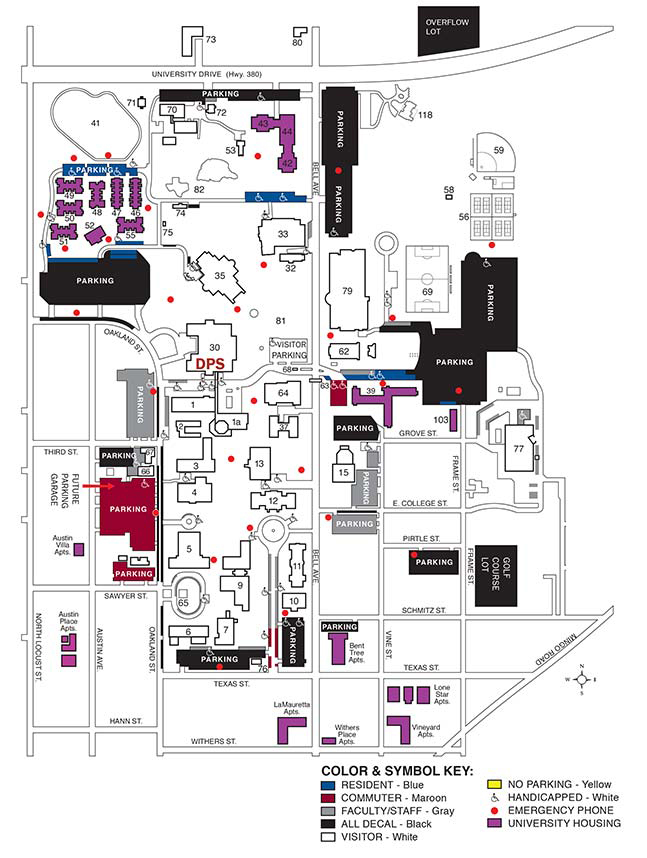 OVERFLOW
LOT
73
80
UNIVERSITY DRIVE (Hwy. 380)
PARKING
71
70
72
118
41
43
44
42
53
PARKING
BELL AVE
59
PARKING
82
58
56
49
48
47
46
50
52
55
51
74
75
PARKING
33
32
35
79
69
PARKING
PARKING
81
OAKLAND ST.
30
DPS
VISITOR
PARKING
62
PARKING
68
63
39
64
103
PARKING
1
1a
2
37
PARKING
GROVE ST.
77
THIRD ST.
PARKING
67
66
3
13
15
FRAME ST.
FUTURE
PARKING
GARAGE
4
12
PARKING
E. COLLEGE ST.
PARKING
PARKING
PIRTLE ST.
Austin
Villa
Apts.
5
11
BELL AVE
PARKING
FRAME ST.
GOLF
COURSE
LOT
PARKING
9
SAWYER ST.
65
10
SCHMITZ ST.
Austin
Place
Apts.
6
7
PARKING
PARKING
MINGO ROAD
NORTH LOCUST ST.
AUSTIN AVE.
OAKLAND ST.
PARKING
76
Bent
Tree
Apts.
VINE ST.
TEXAS ST.
TEXAS ST.
N
W
E
S
LaMauretta
Apts.
Lone
Star
Apts.
HANN ST.
WITHERS ST.
Withers
Place
Apts.
Vineyard
Apts.
COLOR & SYMBOL KEY:
RESIDENT - Blue
COMMUTER - Maroon
FACULTY/STAFF - Gray
ALL DECAL - Black
VISITOR - White
NO PARKING - Yellow
HANDICAPPED - White
EMERGENCY PHONE
UNIVERSITY HOUSING